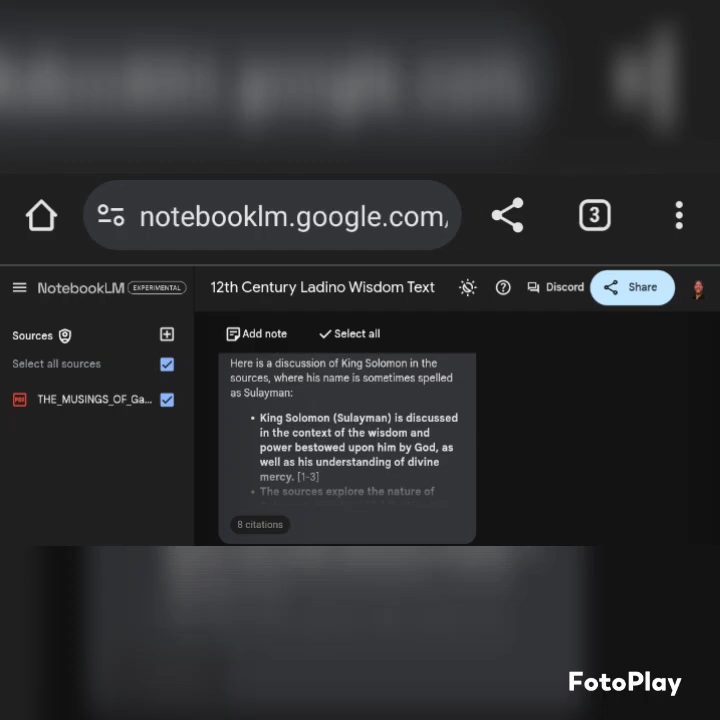 notebooklm.google.com,
3
NotebookLM EXPERIMENTAL
12th Century Ladino Wisdom Text
Discord
Share
Sources
Select all sources
PDF THE_MUSINGS_OF_Ga...
Add note
Select all
Here is a discussion of King Solomon in the
sources, where his name is sometimes spelled
as Sulayman:
• King Solomon (Sulayman) is discussed
in the context of the wisdom and
power bestowed upon him by God, as
well as his understanding of divine
mercy. [1-3]
• The sources explore the nature of
8 citations
FotoPlay